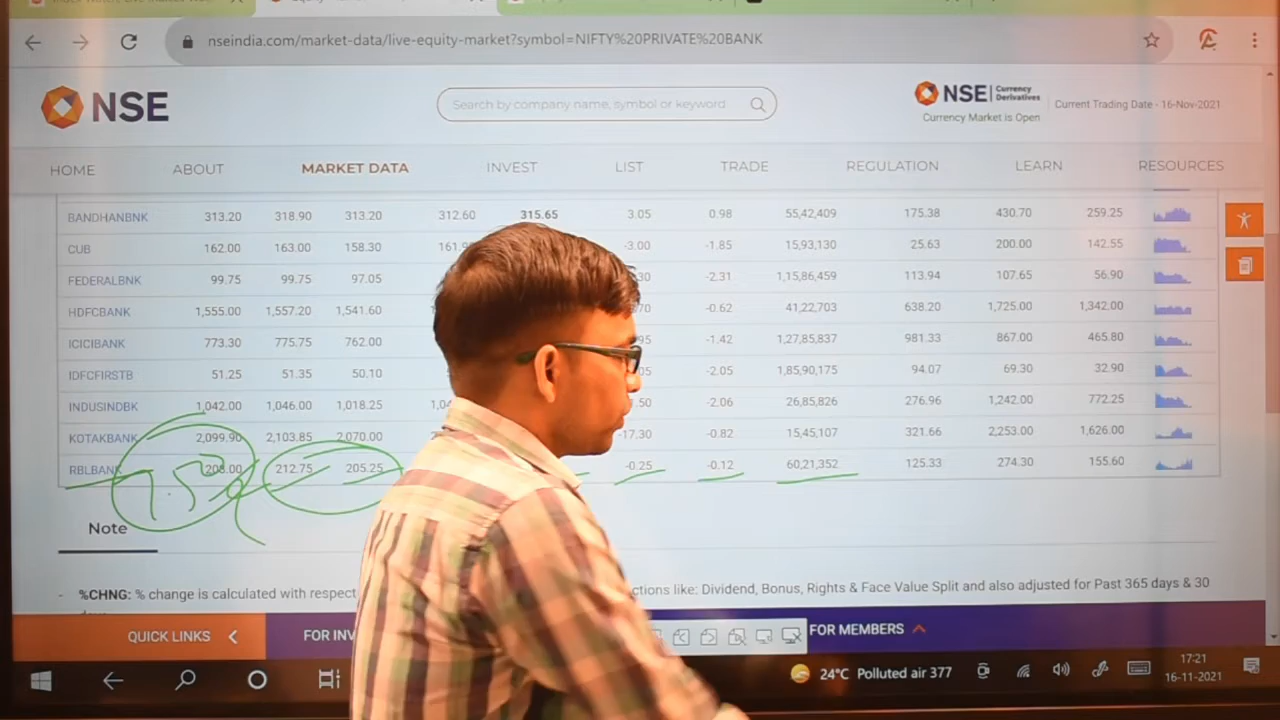 nseindia.com/market-data/live-equity-market?symbol=NIFTY%20PRIVATE%20BANK
NSE
Search by company name, symbol or keyword
NSE Currency Derivatives
Currency Market is Open
Current Trading Date - 16-Nov-2021
HOME ABOUT MARKET DATA INVEST LIST TRADE REGULATION LEARN RESOURCES
BANDHANBNK 313.20 318.90 313.20 312.60 315.65 3.05 0.98 55,42,409 175.38 430.70 259.25
CUB 162.00 163.00 158.30 -3.00 -1.85 15,93,130 25.63 200.00 142.55
FEDERALBNK 99.75 99.75 97.05 -2.31 1,15,86,459 113.94 107.65 56.90
HDFCBANK 1,555.00 1,557.20 1,541.60 -0.62 41,22,703 638.20 1,725.00 1,342.00
ICICIBANK 773.30 775.75 762.00 -1.42 1,27,85,837 981.33 867.00 465.80
IDFCFIRSTB 51.25 51.35 50.10 -2.05 1,85,90,175 94.07 69.30 32.90
INDUSINDBK 1,042.00 1,046.00 1,018.25 -2.06 26,85,826 276.96 1,242.00 772.25
KOTAKBANK 2,099.90 2,103.85 2,070.00 -17.30 -0.82 15,45,107 321.66 2,253.00 1,626.00
RBLBANK 208.00 212.75 205.25 -0.25 -0.12 60,21,352 125.33 274.30 155.60
Note
%CHNG: % change is calculated with respect ctions like: Dividend, Bonus, Rights & Face Value Split and also adjusted for Past 365 days & 30
QUICK LINKS FOR INV FOR MEMBERS
24°C Polluted air 377
17:21
16-11-2021